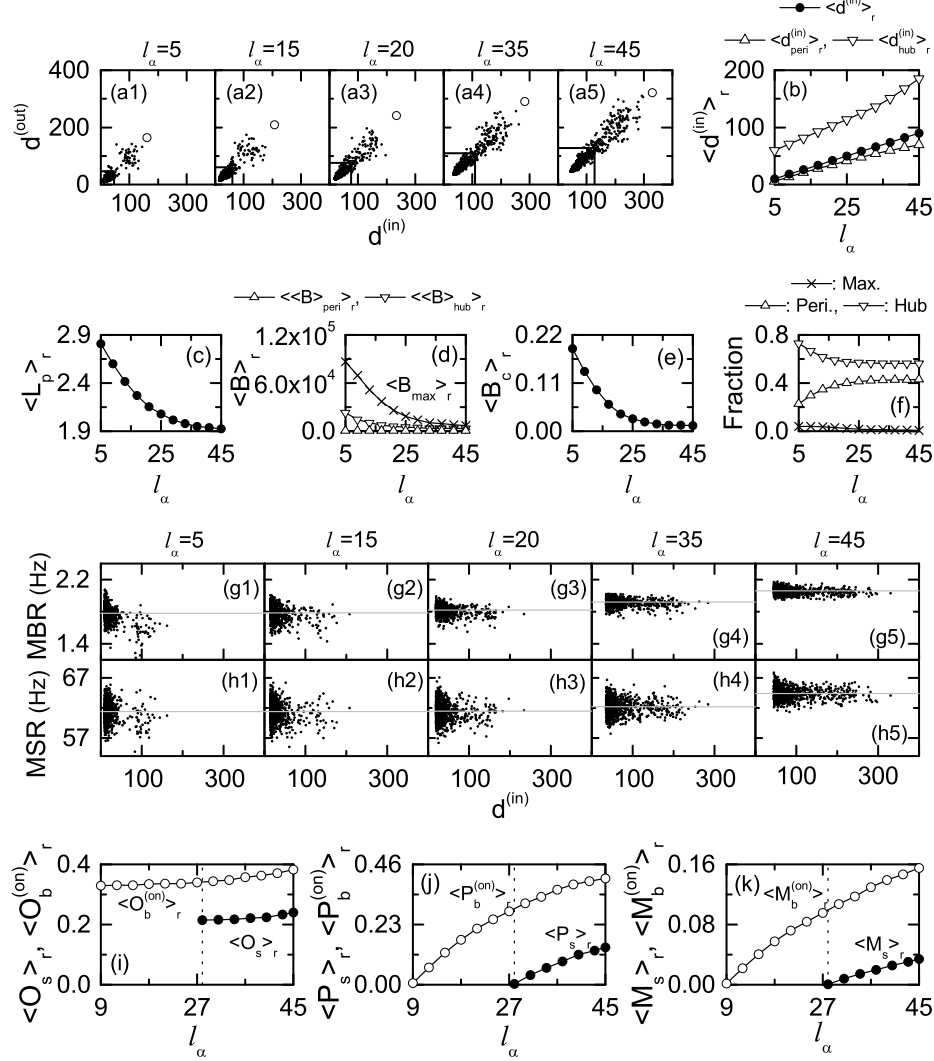 <d^(in)>_r
<d^(in)_peri>_r, <d^(in)_hub>_r
l_α=5 l_α=15 l_α=20 l_α=35 l_α=45
400 (a1) (a2) (a3) (a4) (a5)
200
0
d^(out)
100 300 100 300 100 300 100 300 100 300
d^(in)
200 (b)
100
0
<d^(in)>_r
5 25 45
l_α
<<B>_peri>_r, <<B>_hub>_r
: Max.
: Peri., : Hub
2.9 (c)
2.4
1.9
<L_p>_r
5 25 45
l_α
1.2x10^5 (d)
6.0x10^4 <B_max>_r
0.0
<B>_r
5 25 45
l_α
0.22 (e)
0.11
0.00
<B_c>_r
5 25 45
l_α
0.8
0.4 (f)
0.0
Fraction
5 25 45
l_α
l_α=5 l_α=15 l_α=20 l_α=35 l_α=45
2.2 (g1) (g2) (g3) (g4) (g5)
1.4
MBR (Hz)
67 (h1) (h2) (h3) (h4) (h5)
57
MSR (Hz)
100 300 100 300 100 300 100 300 100 300
d^(in)
0.4
0.2 <O_b^(on)>_r
<O_s>_r
0.0 (i)
<O_s>_r, <O_b^(on)>_r
9 27 45
l_α
0.46 (j)
<P_b^(on)>_r
0.23
<P_s>_r
0.00
<P_s>_r, <P_b^(on)>_r
9 27 45
l_α
0.16 (k)
<M_b^(on)>_r
0.08
<M_s>_r
0.00
<M_s>_r, <M_b^(on)>_r
9 27 45
l_α